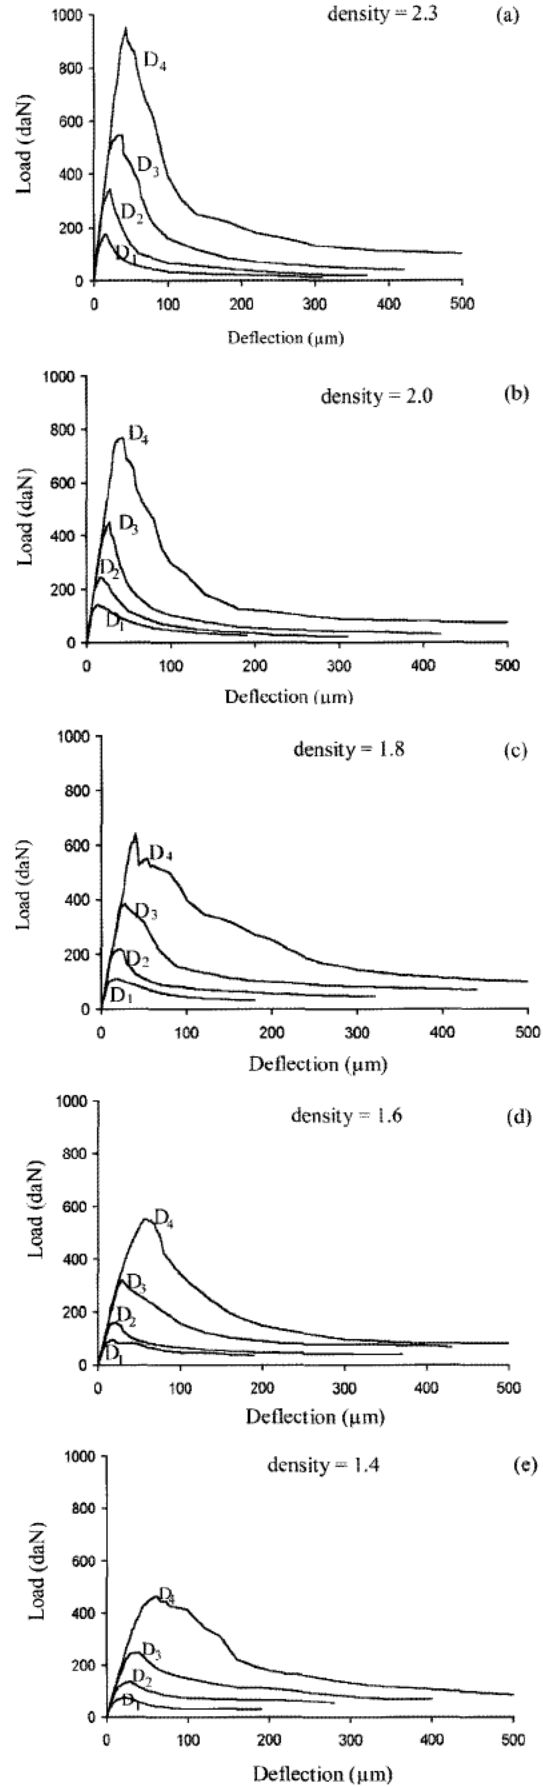 density = 2.3 (a)
1000
800
600
400
200
0
Load (daN)
D4
D3
D2
D1
0 100 200 300 400 500
Deflection (μm)
density = 2.0 (b)
1000
800
600
400
200
0
Load (daN)
D4
D3
D2
D1
0 100 200 300 400 500
Deflection (μm)
density = 1.8 (c)
1000
800
600
400
200
0
Load (daN)
D4
D3
D2
D1
0 100 200 300 400 500
Deflection (μm)
density = 1.6 (d)
1000
800
600
400
200
0
Load (daN)
D4
D3
D2
D1
0 100 200 300 400 500
Deflection (μm)
density = 1.4 (e)
1000
800
600
400
200
0
Load (daN)
D4
D3
D2
D1
0 100 200 300 400 500
Deflection (μm)